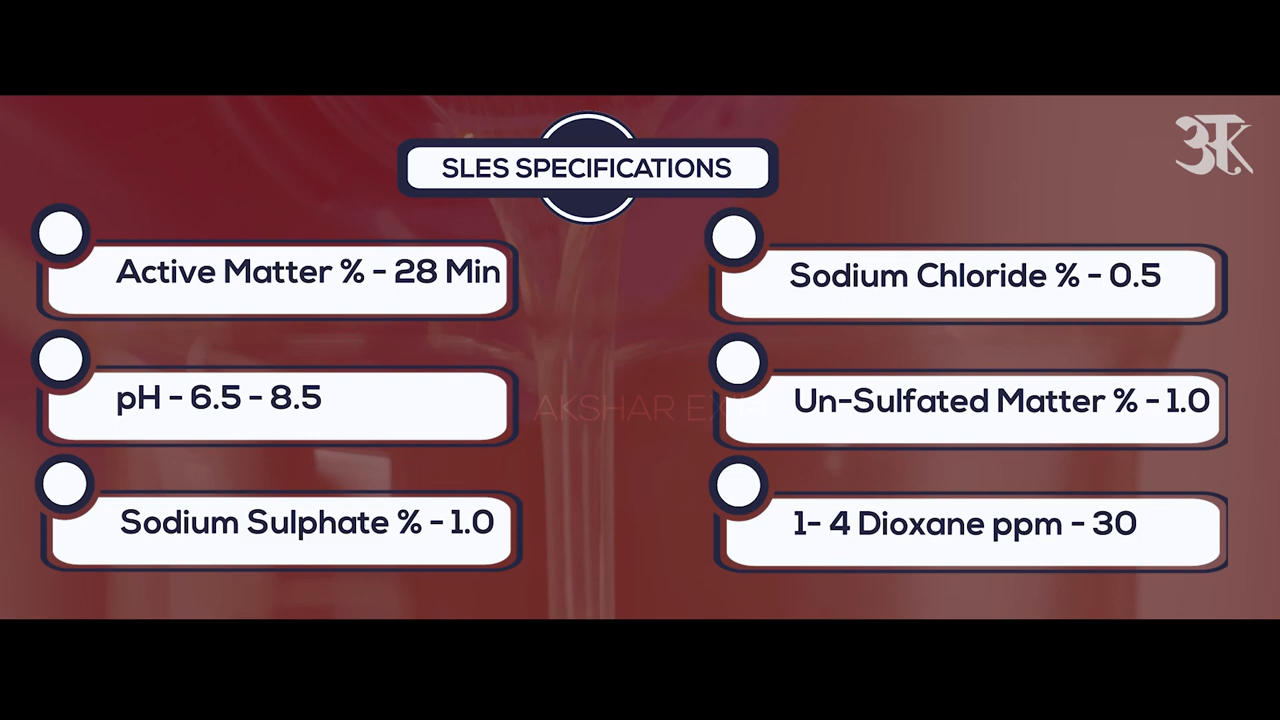 SLES SPECIFICATIONS
Active Matter % - 28 Min
pH - 6.5 - 8.5
Sodium Sulphate % - 1.0
Sodium Chloride % - 0.5
Un-Sulfated Matter % - 1.0
1- 4 Dioxane ppm - 30
AKSHAR